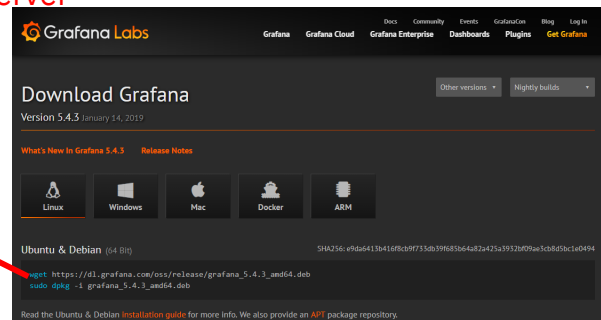 erver
Grafana Labs
Docs Community Events GrafanaCon Blog Log In
Grafana Grafana Cloud Grafana Enterprise Dashboards Plugins Get Grafana
Download Grafana
Other versions Nightly builds
Version 5.4.3 January 14, 2019
What's New In Grafana 5.4.3 Release Notes
Linux Windows Mac Docker ARM
Ubuntu & Debian (64 Bit)
wget https://dl.grafana.com/oss/release/grafana_5.4.3_amd64.deb
sudo dpkg -i grafana_5.4.3_amd64.deb
Read the Ubuntu & Debian installation guide for more info. We also provide an APT package repository.